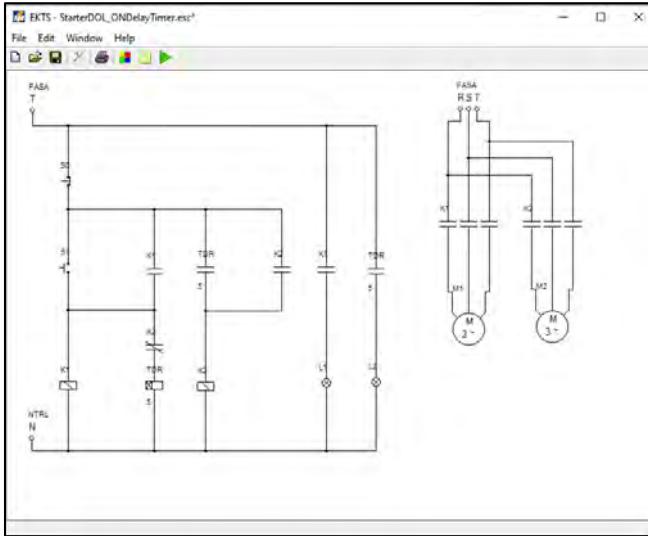 EKTS - StarterDOL_ONDelayTimer.esc*
File Edit Window Help
FASA
T
S0
S1
K1
TDR
5
K2
K1
TDR
5
K2
K1
TDR
5
K2
L1
L2
NTRL
N
FASA
R S T
K1
K2
M1
M
3 ~
M2
M
3 ~